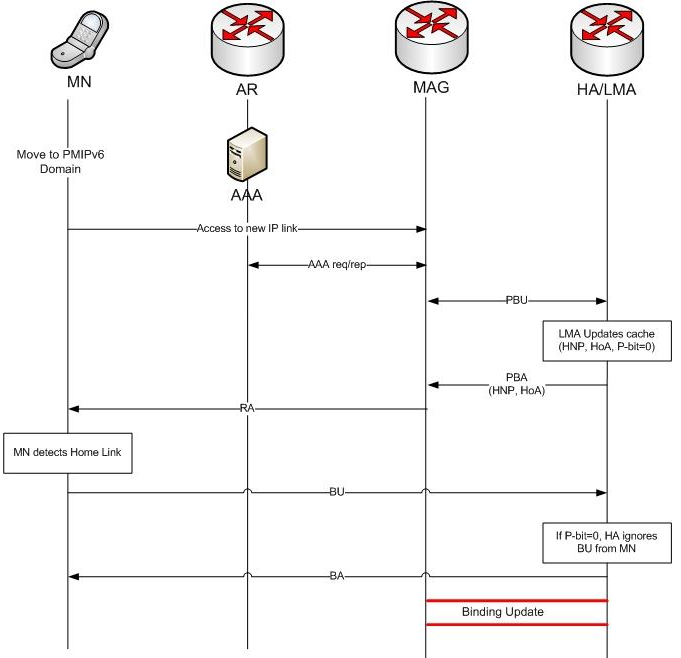 MN
AR
MAG
HA/LMA
Move to PMIPv6
Domain
AAA
Access to new IP link
AAA req/rep
PBU
LMA Updates cache
(HNP, HoA, P-bit=0)
PBA
(HNP, HoA)
RA
MN detects Home Link
BU
If P-bit=0, HA ignores
BU from MN
BA
Binding Update